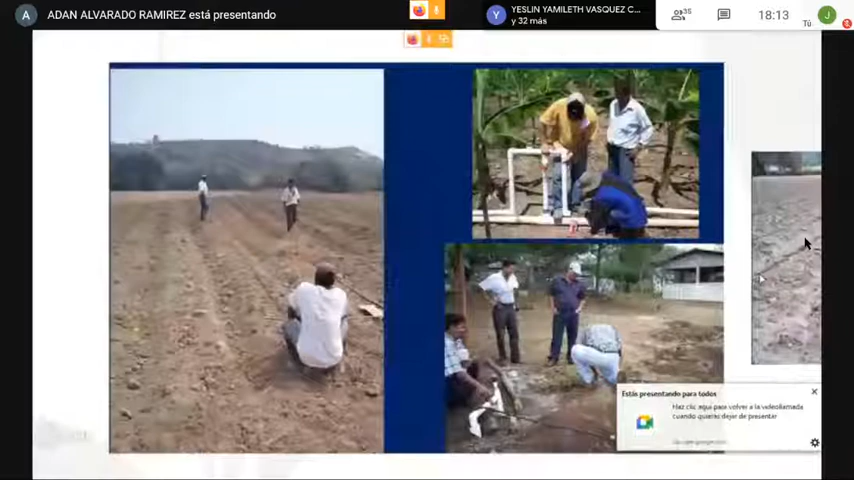 A ADAN ALVARADO RAMIREZ está presentando
Y YESLIN YAMILETH VASQUEZ C...
y 32 más
35
18:13
Tú
J
Estás presentando para todos
Haz clic aquí para volver a la videollamada
cuando quieras dejar de presentar